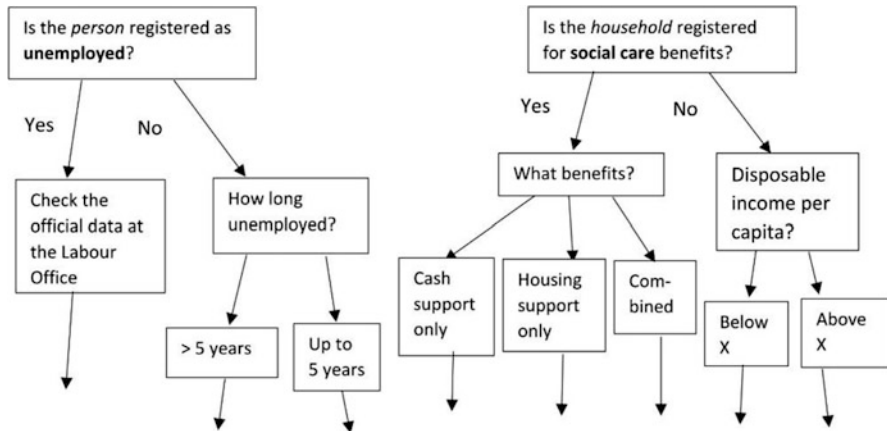 Is the person registered as
unemployed?
Yes
No
Check the
official data at
the Labour
Office
How long
unemployed?
> 5 years
Up to
5 years
Is the household registered
for social care benefits?
Yes
No
What benefits?
Cash
support
only
Housing
support
only
Com-
bined
Disposable
income per
capita?
Below
X
Above
X